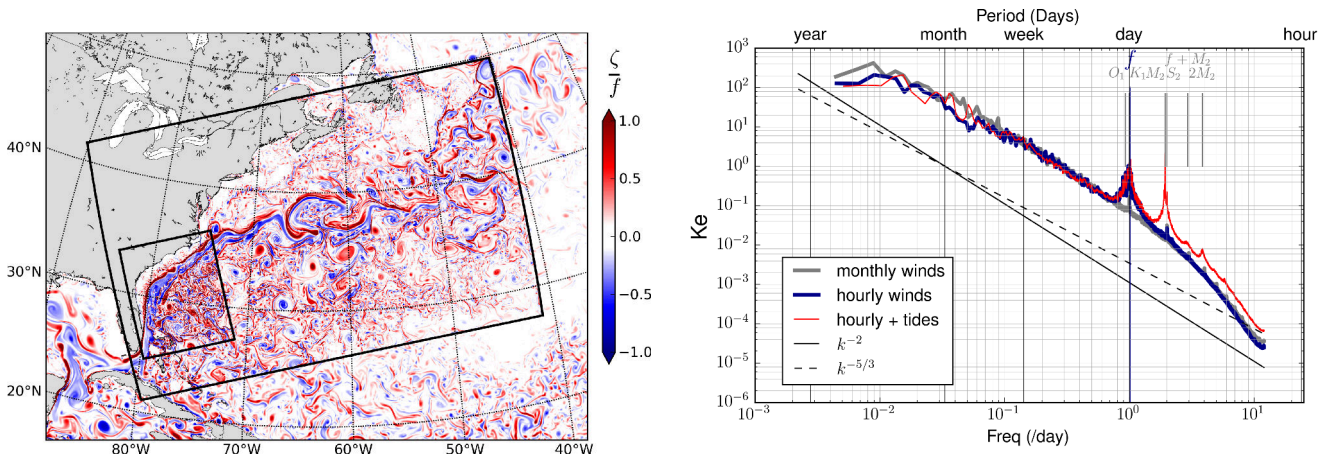 40°N
30°N
20°N
80°W 70°W 60°W 50°W 40°W
ζ
f
1.0
0.5
0.0
−0.5
−1.0
Period (Days)
year month week day hour
f f + M₂
O₁ K₁M₂S₂ 2M₂
Ke
10³
10²
10¹
10⁰
10⁻¹
10⁻²
10⁻³
10⁻⁴
10⁻⁵
10⁻⁶
monthly winds
hourly winds
hourly + tides
k⁻²
k⁻⁵/³
10⁻³ 10⁻² 10⁻¹ 10⁰ 10¹
Freq (/day)